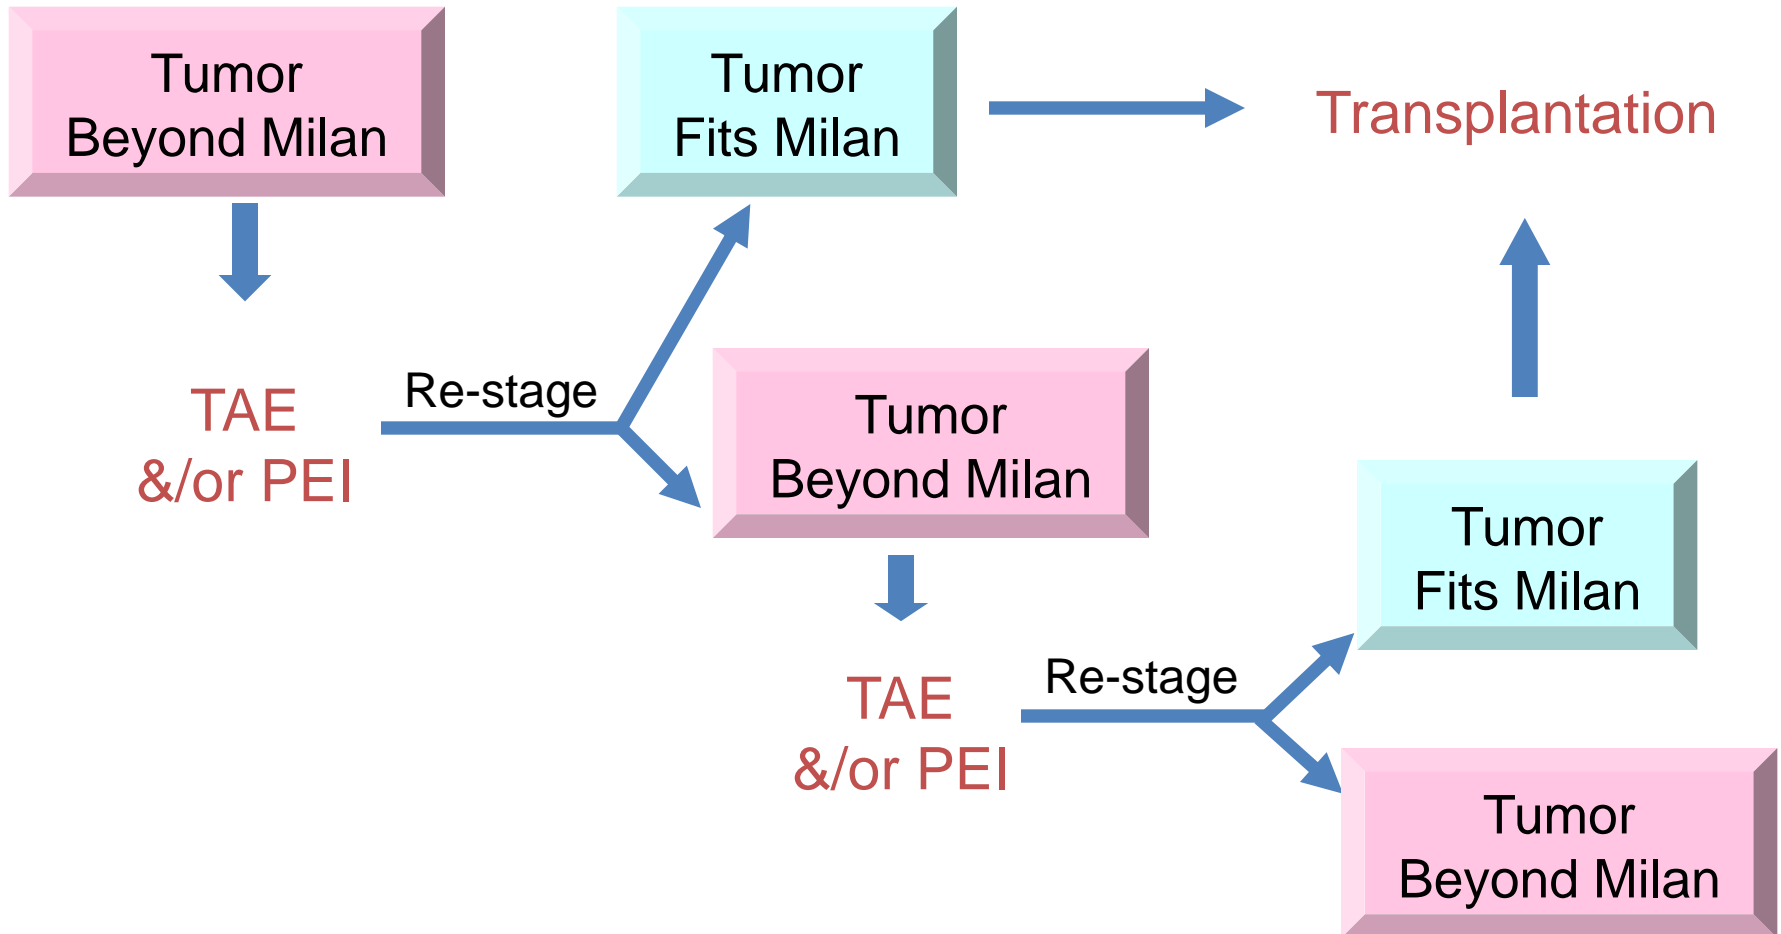 Tumor
Beyond Milan
Tumor
Fits Milan
Transplantation
TAE
&/or PEI
Re-stage
Tumor
Beyond Milan
TAE
&/or PEI
Re-stage
Tumor
Fits Milan
Tumor
Beyond Milan